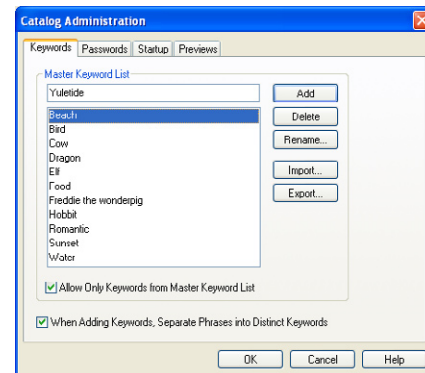 Catalog Administration
Keywords Passwords Startup Previews
Master Keyword List
Yuletide
Add
Beach
Delete
Bird
Cow
Rename...
Dragon
Elf
Import...
Food
Freddie the wonderpig
Export...
Hobbit
Romantic
Sunset
Water
Allow Only Keywords from Master Keyword List
When Adding Keywords, Separate Phrases into Distinct Keywords
OK Cancel Help